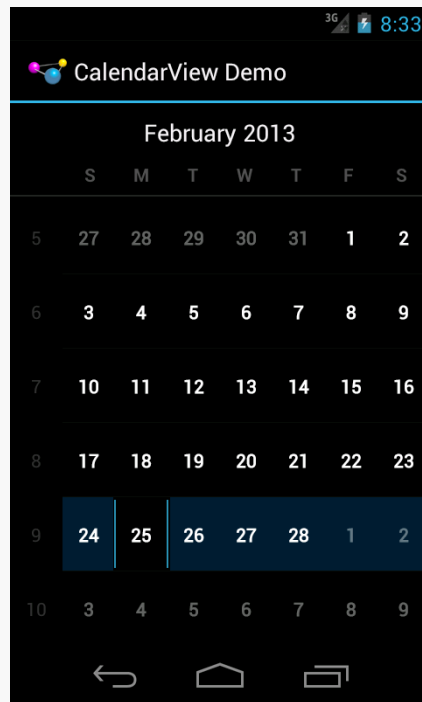 3G 8:33
CalendarView Demo
February 2013
S M T W T F S
5 27 28 29 30 31 1 2
6 3 4 5 6 7 8 9
7 10 11 12 13 14 15 16
8 17 18 19 20 21 22 23
9 24 25 26 27 28 1 2
10 3 4 5 6 7 8 9